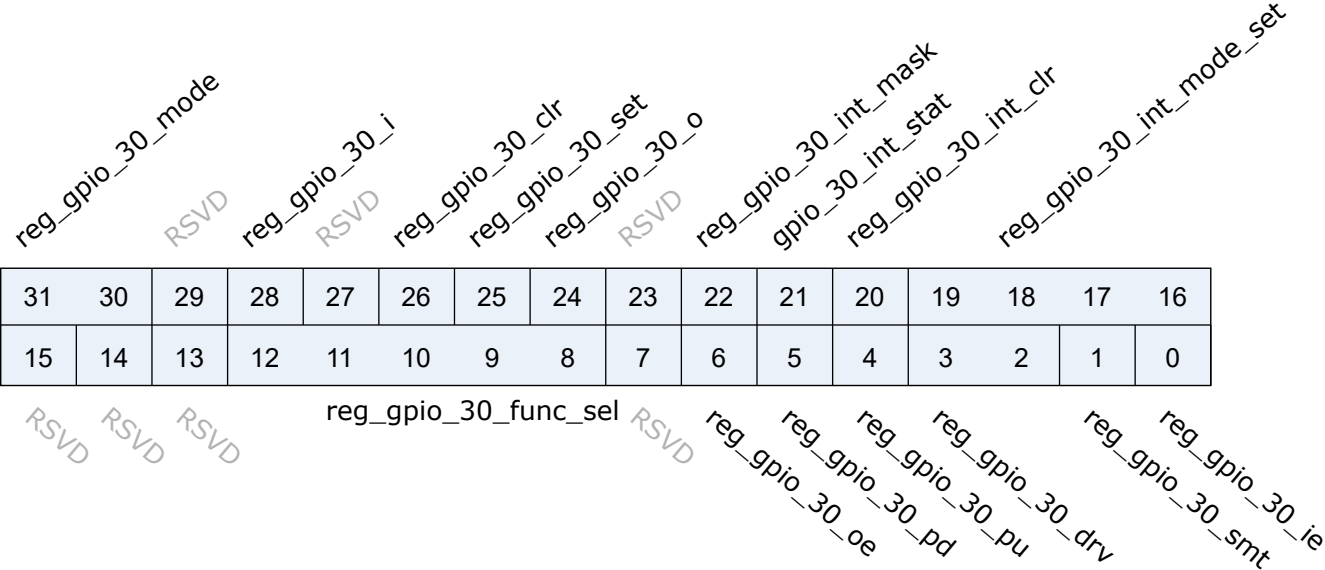 reg_gpio_30_mode
RSVD
reg_gpio_30_i
RSVD
reg_gpio_30_clr
reg_gpio_30_set
reg_gpio_30_o
RSVD
reg_gpio_30_int_mask
gpio_30_int_stat
reg_gpio_30_int_clr
reg_gpio_30_int_mode_set
31 30 29 28 27 26 25 24 23 22 21 20 19 18 17 16
15 14 13 12 11 10 9 8 7 6 5 4 3 2 1 0
RSVD
RSVD
RSVD
reg_gpio_30_func_sel
RSVD
reg_gpio_30_oe
reg_gpio_30_pd
reg_gpio_30_pu
reg_gpio_30_drv
reg_gpio_30_smt
reg_gpio_30_ie